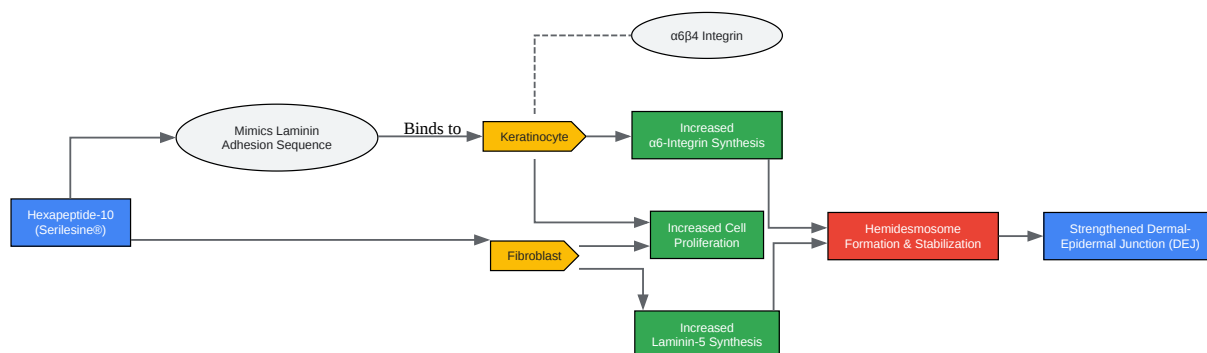 α6β4 Integrin
Mimics Laminin
Adhesion Sequence
Binds to
Keratinocyte
Increased
α6-Integrin Synthesis
Hexapeptide-10
(Serilesine®)
Increased Cell
Proliferation
Fibroblast
Hemidesmosome
Formation & Stabilization
Strengthened Dermal-
Epidermal Junction (DEJ)
Increased
Laminin-5 Synthesis